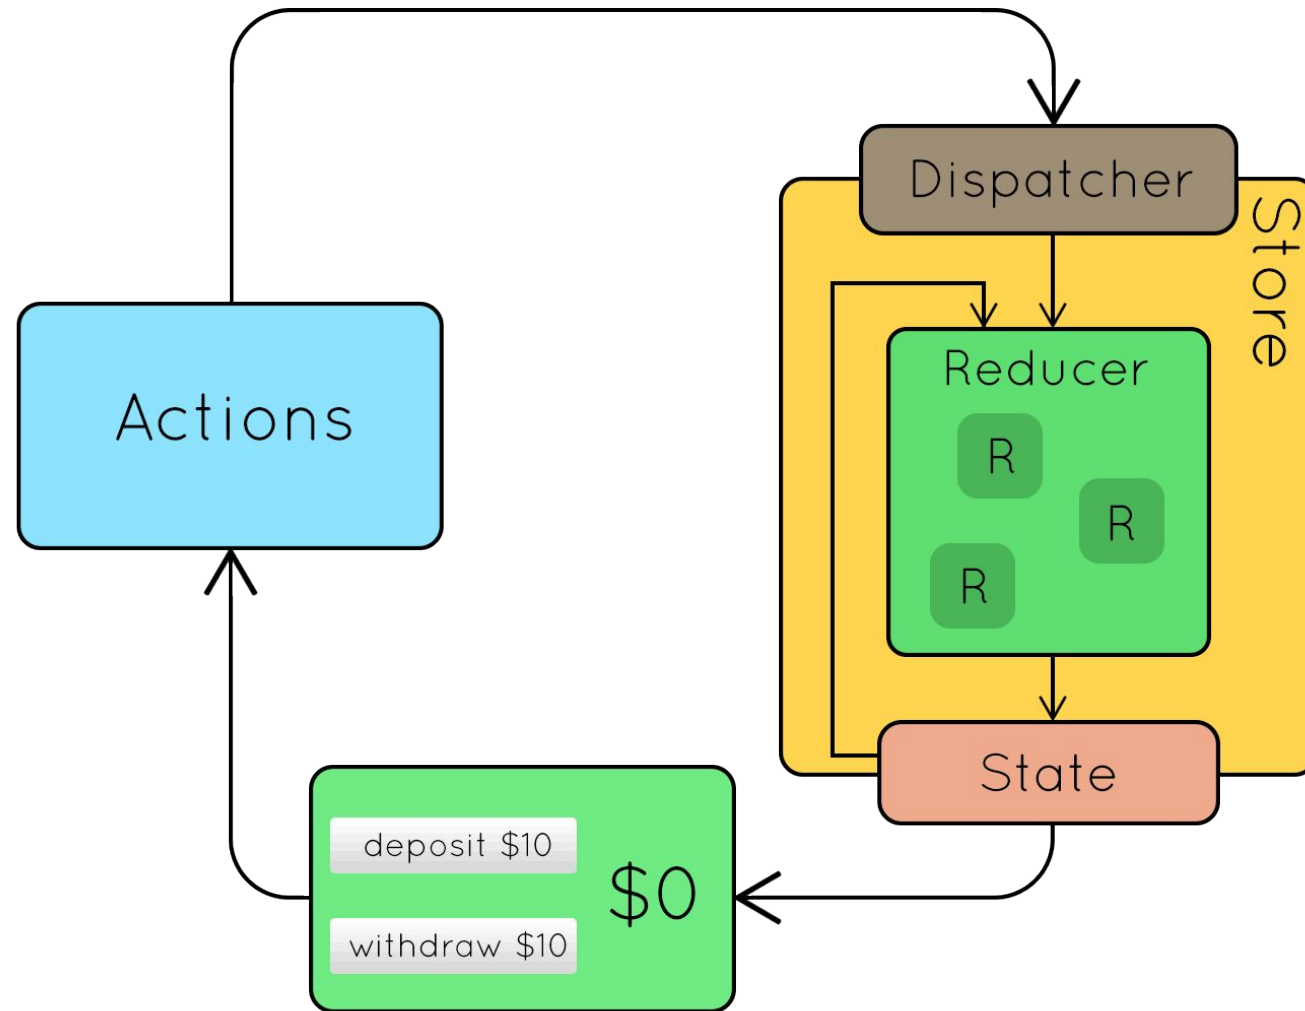 Dispatcher
Store
Actions
Reducer
R
R
R
State
deposit $10
$0
withdraw $10